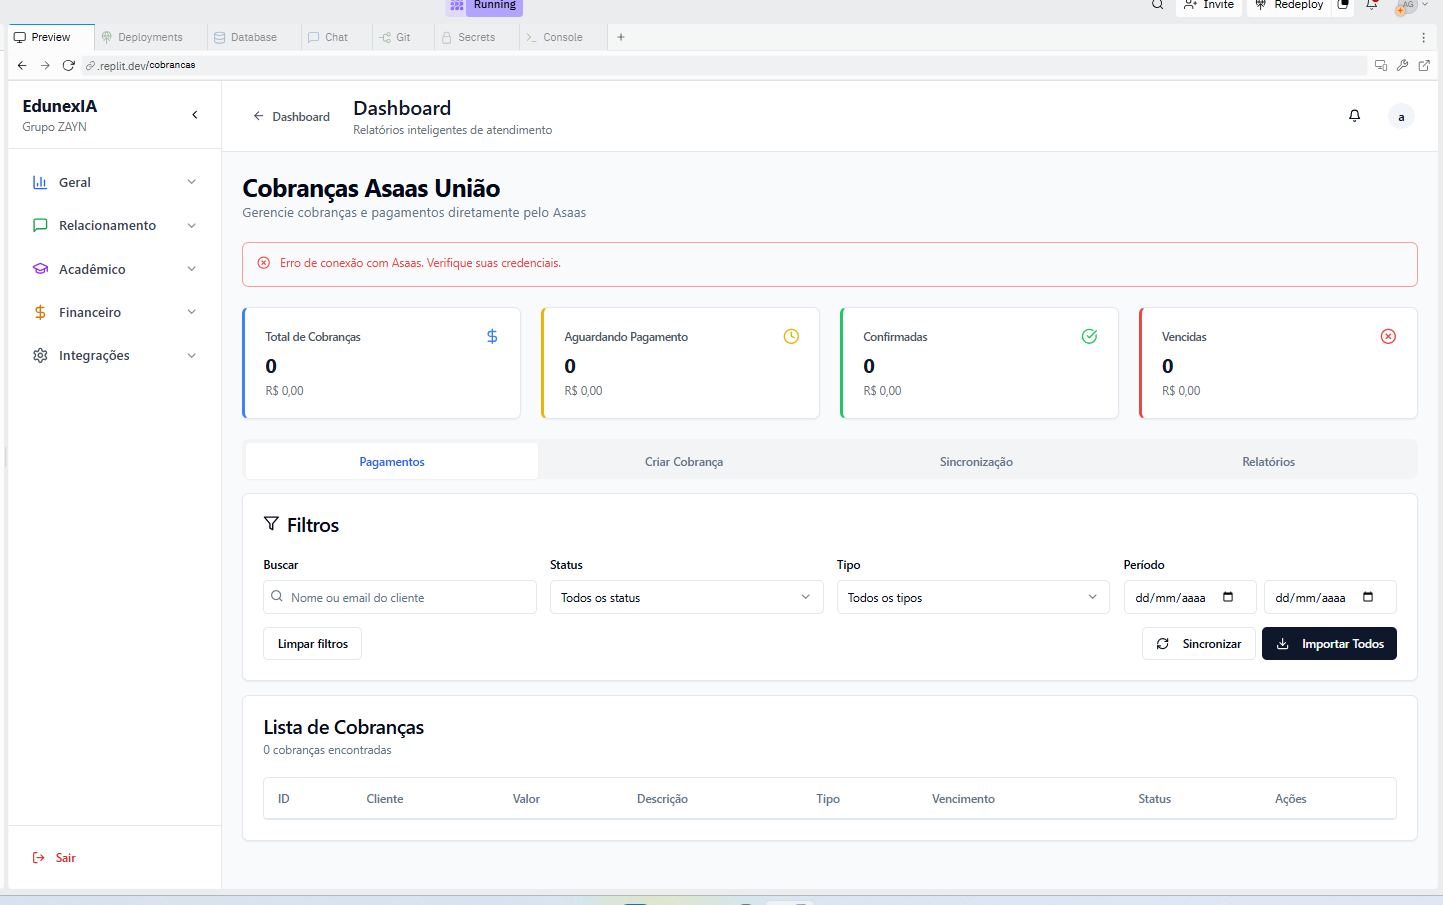 Running
Invite
Redeploy
AG
Preview
Deployments
Database
Chat
Git
Secrets
Console
.replit.dev/cobrancas
EdunexIA
Grupo ZAYN
Dashboard
Dashboard
Relatórios inteligentes de atendimento
a
Geral
Relacionamento
Acadêmico
Financeiro
Integrações
Sair
Cobranças Asaas União
Gerencie cobranças e pagamentos diretamente pelo Asaas
Erro de conexão com Asaas. Verifique suas credenciais.
Total de Cobranças
0
R$ 0,00
Aguardando Pagamento
0
R$ 0,00
Confirmadas
0
R$ 0,00
Vencidas
0
R$ 0,00
Pagamentos
Criar Cobrança
Sincronização
Relatórios
Filtros
Buscar
Status
Tipo
Período
Nome ou email do cliente
Todos os status
Todos os tipos
dd/mm/aaaa
dd/mm/aaaa
Limpar filtros
Sincronizar
Importar Todos
Lista de Cobranças
0 cobranças encontradas
ID
Cliente
Valor
Descrição
Tipo
Vencimento
Status
Ações